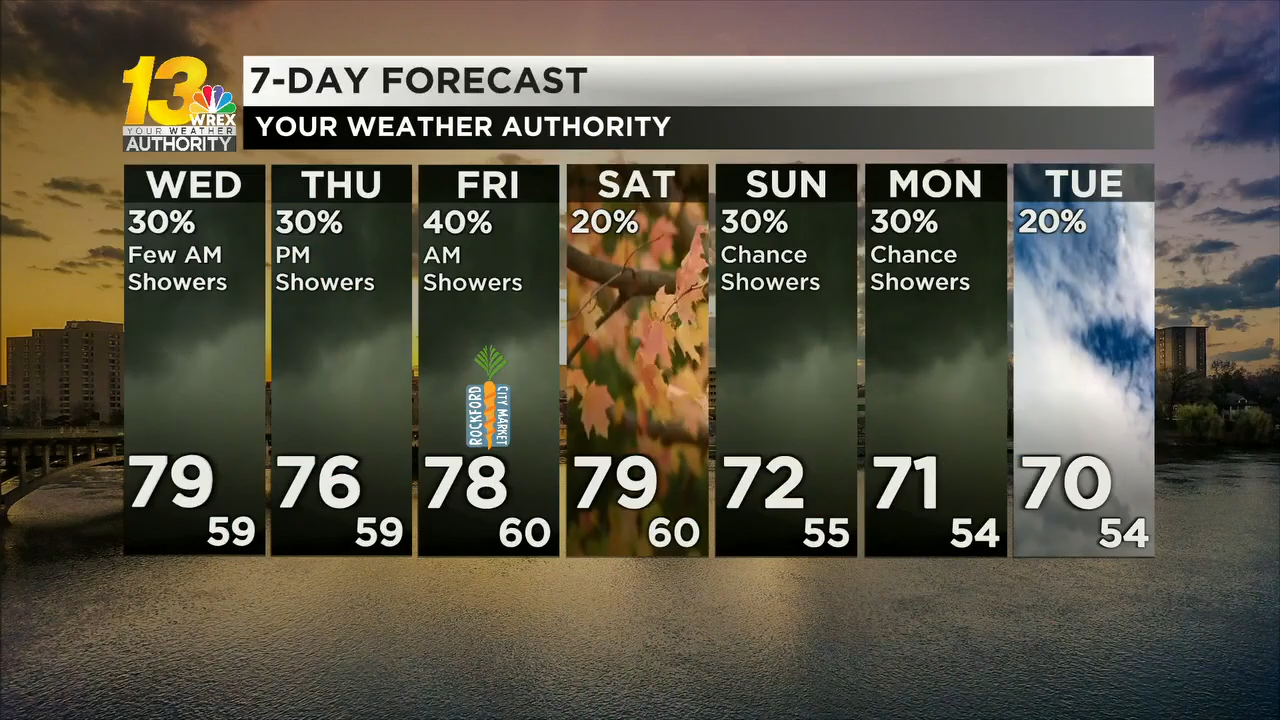 13
WREX
YOUR WEATHER
AUTHORITY
7-DAY FORECAST
YOUR WEATHER AUTHORITY
WED
30%
Few AM
Showers
79
59
THU
30%
PM
Showers
76
59
FRI
40%
AM
Showers
ROCKFORD
CITY MARKET
78
60
SAT
20%
79
60
SUN
30%
Chance
Showers
72
55
MON
30%
Chance
Showers
71
54
TUE
20%
70
54